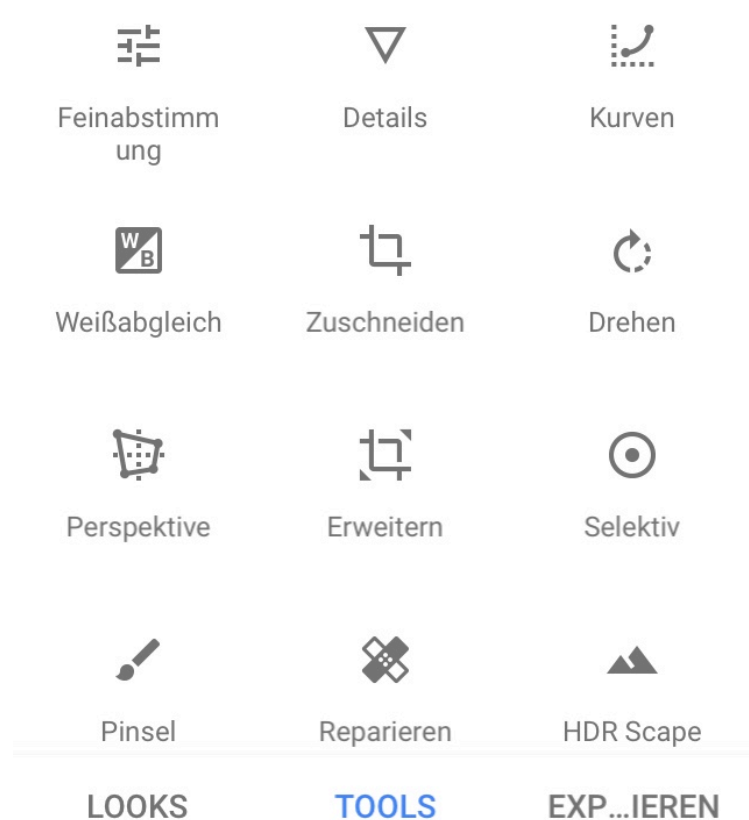 Feinabstimm Details Kurven
ung
W
B
Weißabgleich Zuschneiden Drehen
Perspektive Erweitern Selektiv
Pinsel Reparieren HDR Scape
LOOKS TOOLS EXP...IEREN